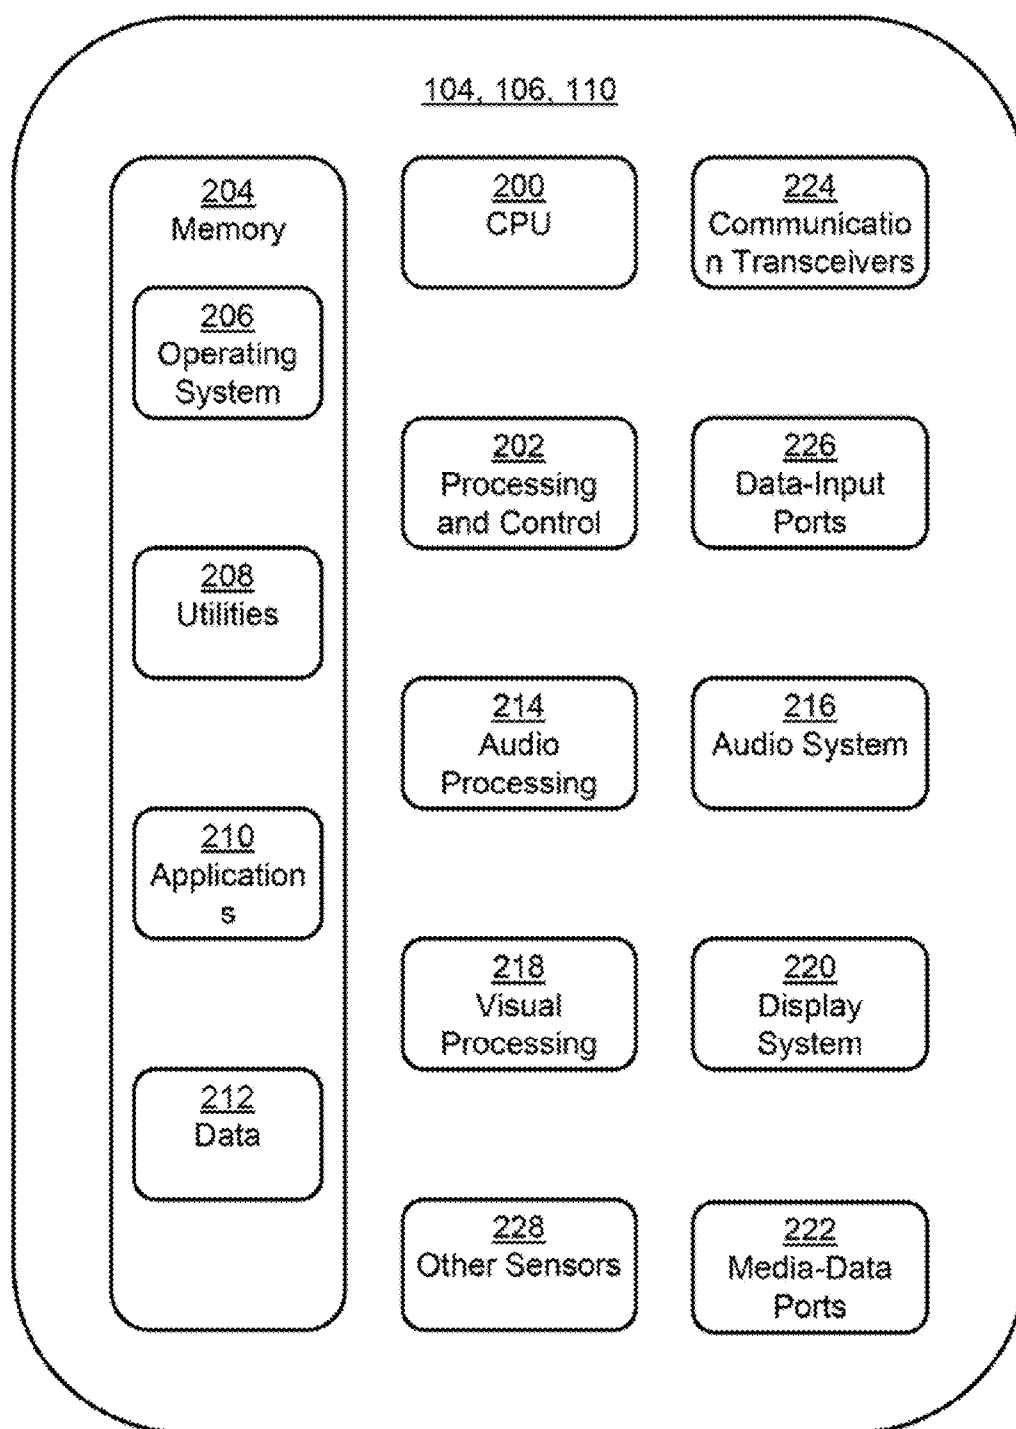 104, 106, 110
204
Memory
206
Operating
System
208
Utilities
210
Application
s
212
Data
200
CPU
202
Processing
and Control
214
Audio
Processing
218
Visual
Processing
228
Other Sensors
224
Communicatio
n Transceivers
226
Data-Input
Ports
216
Audio System
220
Display
System
222
Media-Data
Ports